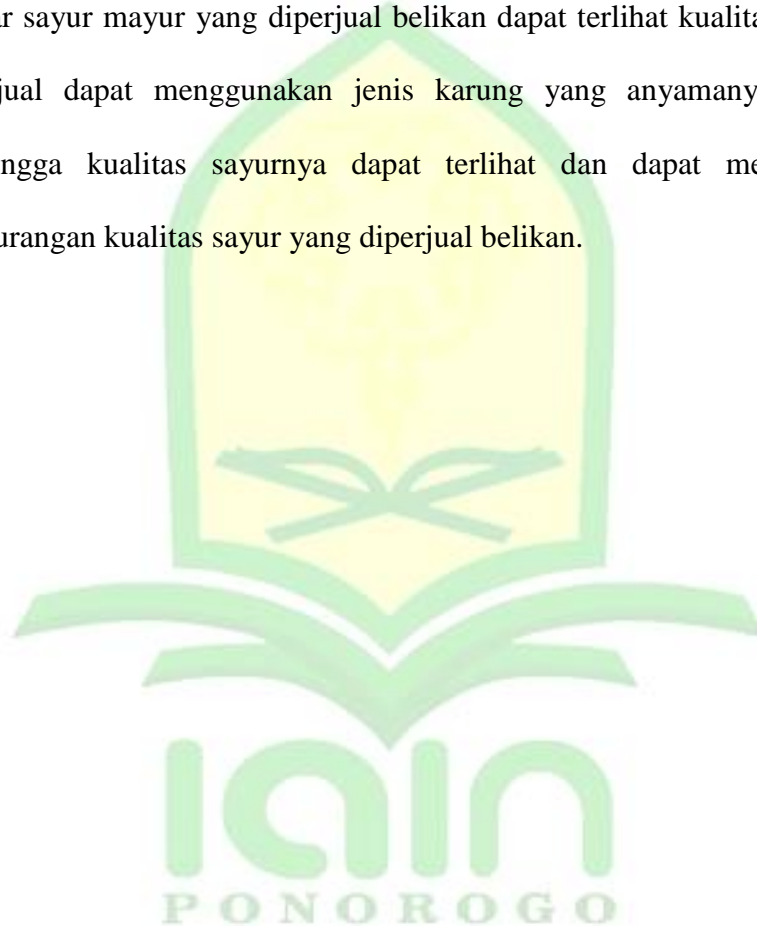 ar sayur mayur yang diperjual belikan dapat terlihat kualita
jual dapat menggunakan jenis karung yang anyamany
ngga kualitas sayurnya dapat terlihat dan dapat me
urangan kualitas sayur yang diperjual belikan.
iain
PONOROGO